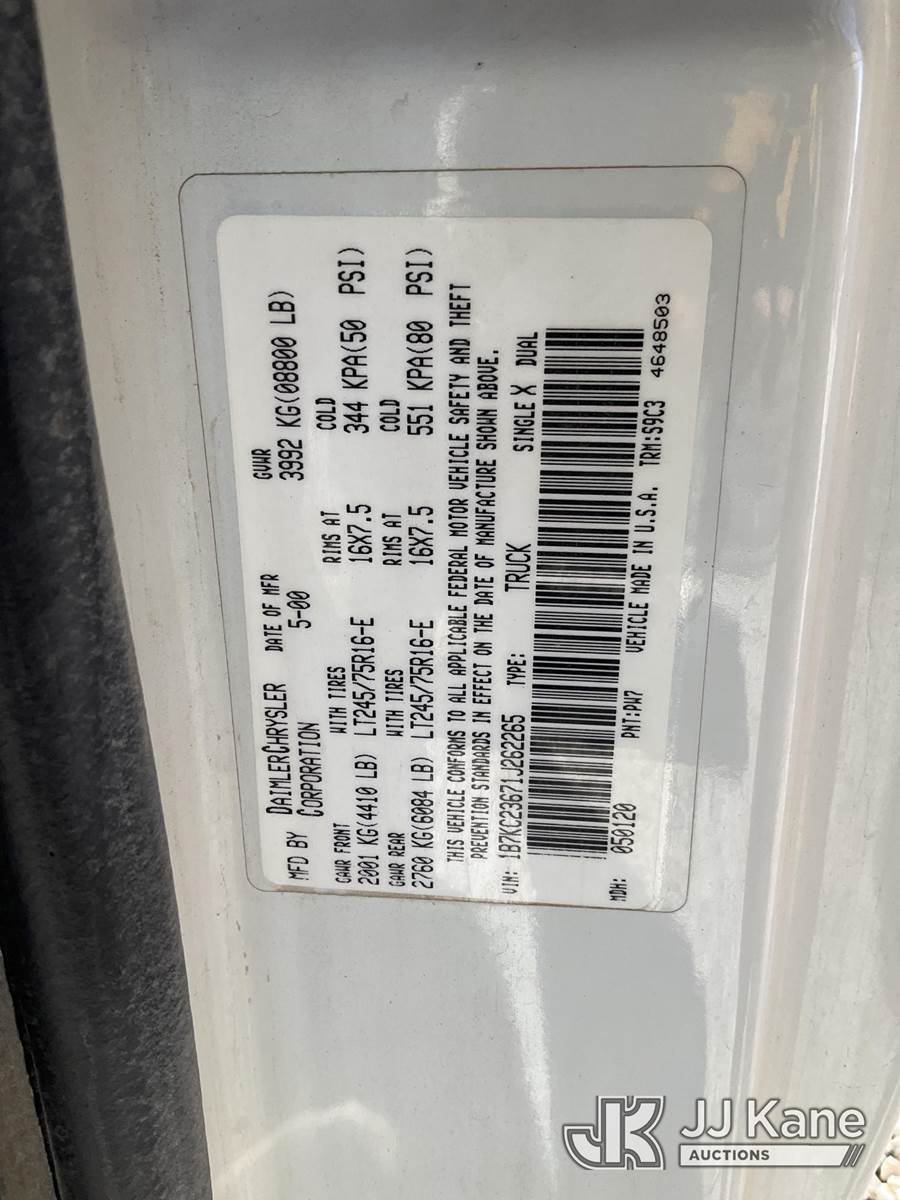 MFD BY DAIMLERCHRYSLER CORPORATION
DATE OF MFR 5-00
GVWR 3992 KG(08800 LB)
GAWR FRONT WITH TIRES RIMS AT COLD
2001 KG(4410 LB) LT245/75R16-E 16X7.5 344 KPA(50 PSI)
GAWR REAR WITH TIRES RIMS AT COLD
2760 KG(6084 LB) LT245/75R16-E 16X7.5 551 KPA(80 PSI)
THIS VEHICLE CONFORMS TO ALL APPLICABLE FEDERAL MOTOR VEHICLE SAFETY AND THEFT
PREVENTION STANDARDS IN EFFECT ON THE DATE OF MANUFACTURE SHOWN ABOVE.
VIN: 1B7KC23671J262265 TYPE: TRUCK SINGLE X DUAL
MDH: 050120 PNT:PW7 VEHICLE MADE IN U.S.A. TRM:S9C3 4648503
JK JJ Kane
AUCTIONS